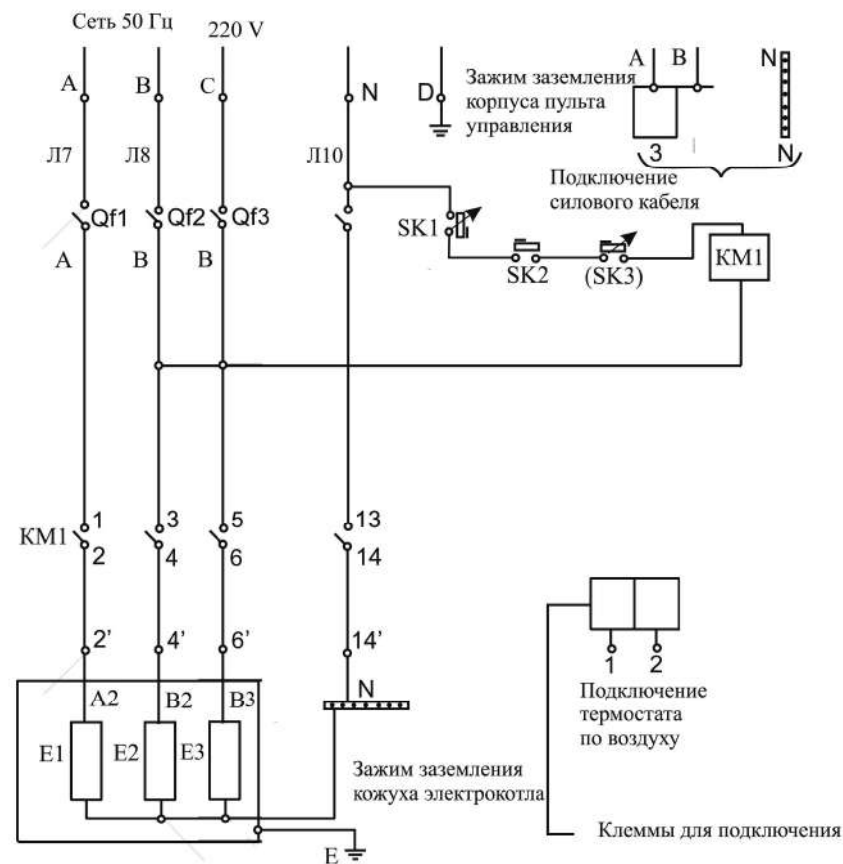 Сеть 50 Гц
220 V
A
B
C
N
D
Зажим заземления
корпуса пульта
управления
A
B
N
3
N
Подключение
силового кабеля
Л7
Л8
Л10
Qf1
Qf2
Qf3
SK1
SK2
(SK3)
КМ1
A
B
B
КМ1
1
3
5
13
2
4
6
14
2'
4'
6'
14'
A2
B2
B3
N
E1
E2
E3
1
2
Подключение
термостата
по воздуху
Зажим заземления
кожуха электрокотла
E
Клеммы для подключения